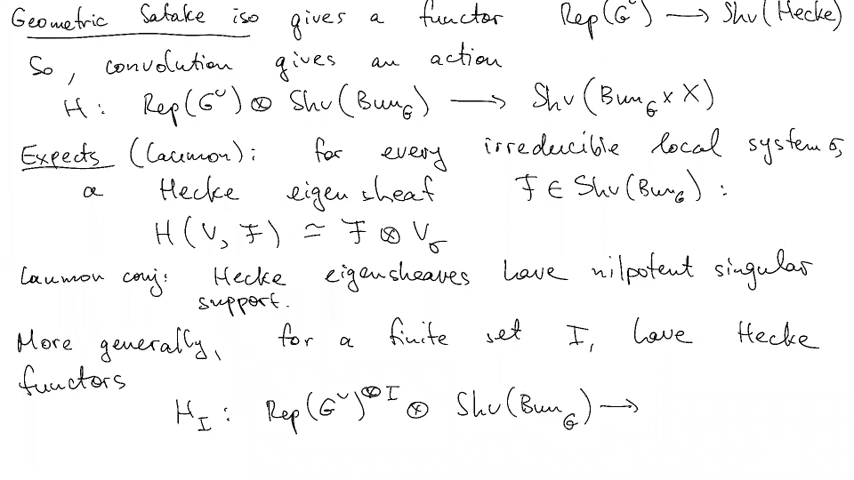 Geometric Satake iso gives a functor Rep(G^∨) → Shv(Hecke)
So, convolution gives an action
H: Rep(G^∨) ⊗ Shv(Bun_G) → Shv(Bun_G × X)
Expects (Laumon): for every irreducible local system σ,
a Hecke eigensheaf F ∈ Shv(Bun_G) :
H(V, F) ≃ F ⊗ V_σ
Laumon conj: Hecke eigensheaves have nilpotent singular
support.
More generally, for a finite set I, have Hecke
functors
H_I : Rep(G^∨)^{⊗I} ⊗ Shv(Bun_G) →